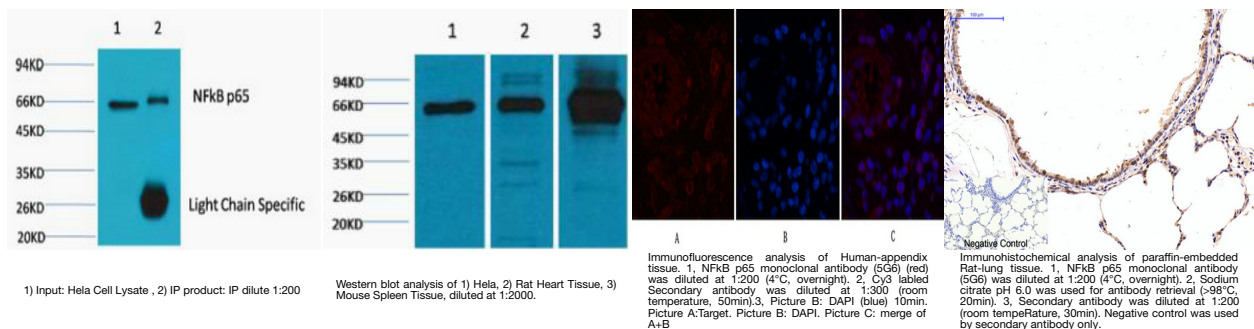 1 2
94KD
66KD
45KD
35KD
26KD
20KD
NFkB p65
Light Chain Specific
1) Input: Hela Cell Lysate , 2) IP product: IP dilute 1:200
1 2 3
94KD
66KD
45KD
35KD
26KD
20KD
Western blot analysis of 1) Hela, 2) Rat Heart Tissue, 3)
Mouse Spleen Tissue, diluted at 1:2000.
A B C
Immunofluorescence analysis of Human-appendix
tissue. 1, NFkB p65 monoclonal antibody (5G6) (red)
was diluted at 1:200 (4°C, overnight). 2, Cy3 labled
Secondary antibody was diluted at 1:300 (room
temperature, 50min).3, Picture B: DAPI (blue) 10min.
Picture A:Target. Picture B: DAPI. Picture C: merge of
A+B
100 μm
Negative Control
Immunohistochemical analysis of paraffin-embedded
Rat-lung tissue. 1, NFkB p65 monoclonal antibody
(5G6) was diluted at 1:200 (4°C, overnight). 2, Sodium
citrate pH 6.0 was used for antibody retrieval (>98°C,
20min). 3, Secondary antibody was diluted at 1:200
(room tempeRature, 30min). Negative control was used
by secondary antibody only.